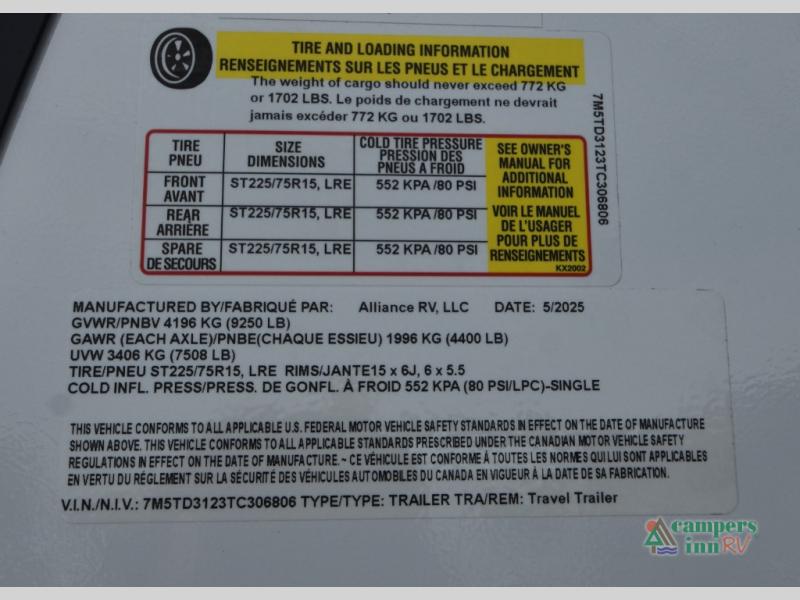 TIRE AND LOADING INFORMATION
RENSEIGNEMENTS SUR LES PNEUS ET LE CHARGEMENT
The weight of cargo should never exceed 772 KG
or 1702 LBS. Le poids de chargement ne devrait
jamais excéder 772 KG ou 1702 LBS.
TIRE PNEU
SIZE DIMENSIONS
COLD TIRE PRESSURE PRESSION DES PNEUS A FROID
FRONT AVANT
ST225/75R15, LRE
552 KPA /80 PSI
REAR ARRIÈRE
ST225/75R15, LRE
552 KPA /80 PSI
SPARE DE SECOURS
ST225/75R15, LRE
552 KPA /80 PSI
SEE OWNER'S
MANUAL FOR
ADDITIONAL
INFORMATION
VOIR LE MANUEL
DE L'USAGER
POUR PLUS DE
RENSEIGNEMENTS
KX2002
7M5TD3123TC306806
MANUFACTURED BY/FABRIQUÉ PAR: Alliance RV, LLC DATE: 5/2025
GVWR/PNBV 4196 KG (9250 LB)
GAWR (EACH AXLE)/PNBE(CHAQUE ESSIEU) 1996 KG (4400 LB)
UVW 3406 KG (7508 LB)
TIRE/PNEU ST225/75R15, LRE RIMS/JANTE15 x 6J, 6 x 5.5
COLD INFL. PRESS/PRESS. DE GONFL. À FROID 552 KPA (80 PSI/LPC)-SINGLE
THIS VEHICLE CONFORMS TO ALL APPLICABLE U.S. FEDERAL MOTOR VEHICLE SAFETY STANDARDS IN EFFECT ON THE DATE OF MANUFACTURE
SHOWN ABOVE. THIS VEHICLE CONFORMS TO ALL APPLICABLE STANDARDS PRESCRIBED UNDER THE CANADIAN MOTOR VEHICLE SAFETY
REGULATIONS IN EFFECT ON THE DATE OF MANUFACTURE. ~ CE VÉHICULE EST CONFORME À TOUTES LES NORMES QUI LUI SONT APPLICABLES
EN VERTU DU RÈGLEMENT SUR LA SÉCURITÉ DES VÉHICULES AUTOMOBILES DU CANADA EN VIGUEUR À LA DATE DE SA FABRICATION.
V.I.N./N.I.V.: 7M5TD3123TC306806 TYPE/TYPE: TRAILER TRA/REM: Travel Trailer
campers
inn RV